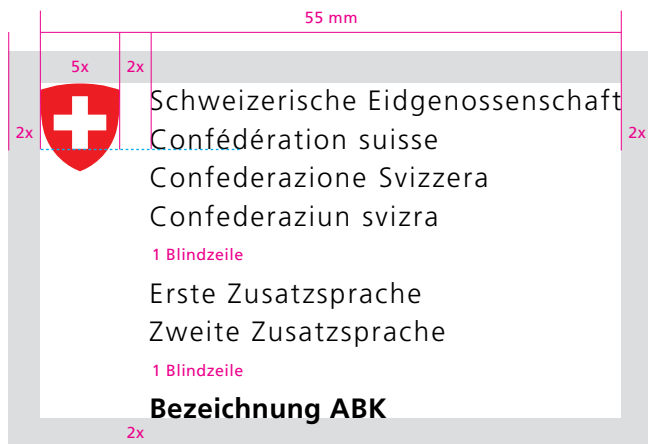 55 mm
5x 2x
2x
2x
Schweizerische Eidgenossenschaft
Confédération suisse
Confederazione Svizzera
Confederaziun svizra
1 Blindzeile
Erste Zusatzsprache
Zweite Zusatzsprache
1 Blindzeile
Bezeichnung ABK
2x